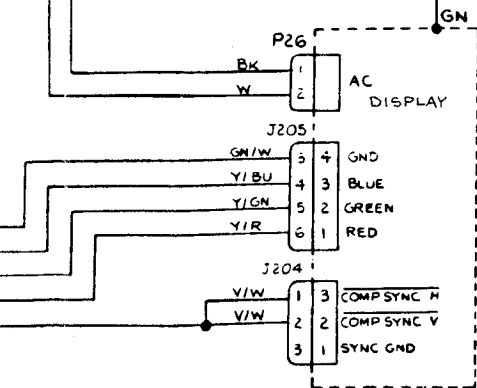 GN
P26
BK 1
W 2
AC
DISPLAY
J205
GN/W 3 4 GND
Y/BU 4 3 BLUE
Y/GN 5 2 GREEN
Y/R 6 1 RED
J204
V/W 1 3 COMP SYNC H
V/W 2 2 COMP SYNC V
3 1 SYNC GND